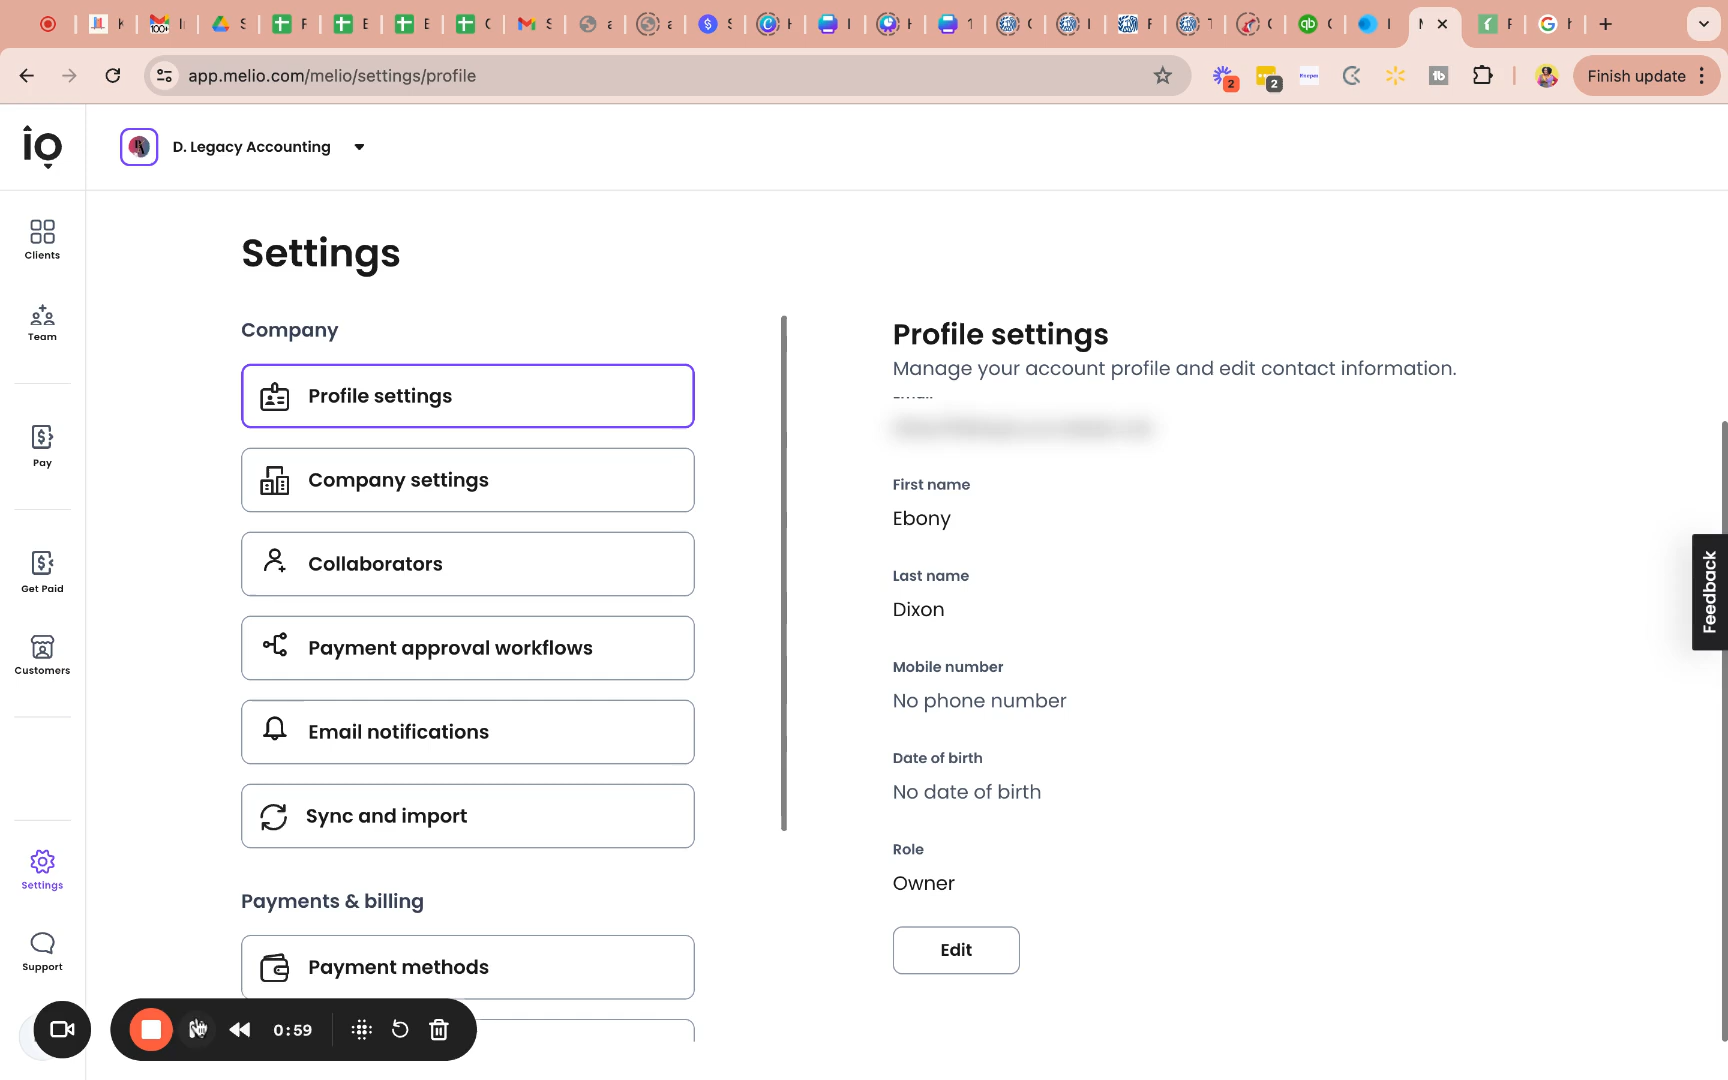 app.melio.com/melio/settings/profile
2
2
Finish update
io
D. Legacy Accounting
Clients
Team
Pay
Get Paid
Customers
Settings
Support
Settings
Company
Profile settings
Company settings
Collaborators
Payment approval workflows
Email notifications
Sync and import
Payments & billing
Payment methods
0:59
Profile settings
Manage your account profile and edit contact information.
First name
Ebony
Last name
Dixon
Mobile number
No phone number
Date of birth
No date of birth
Role
Owner
Edit
Feedback